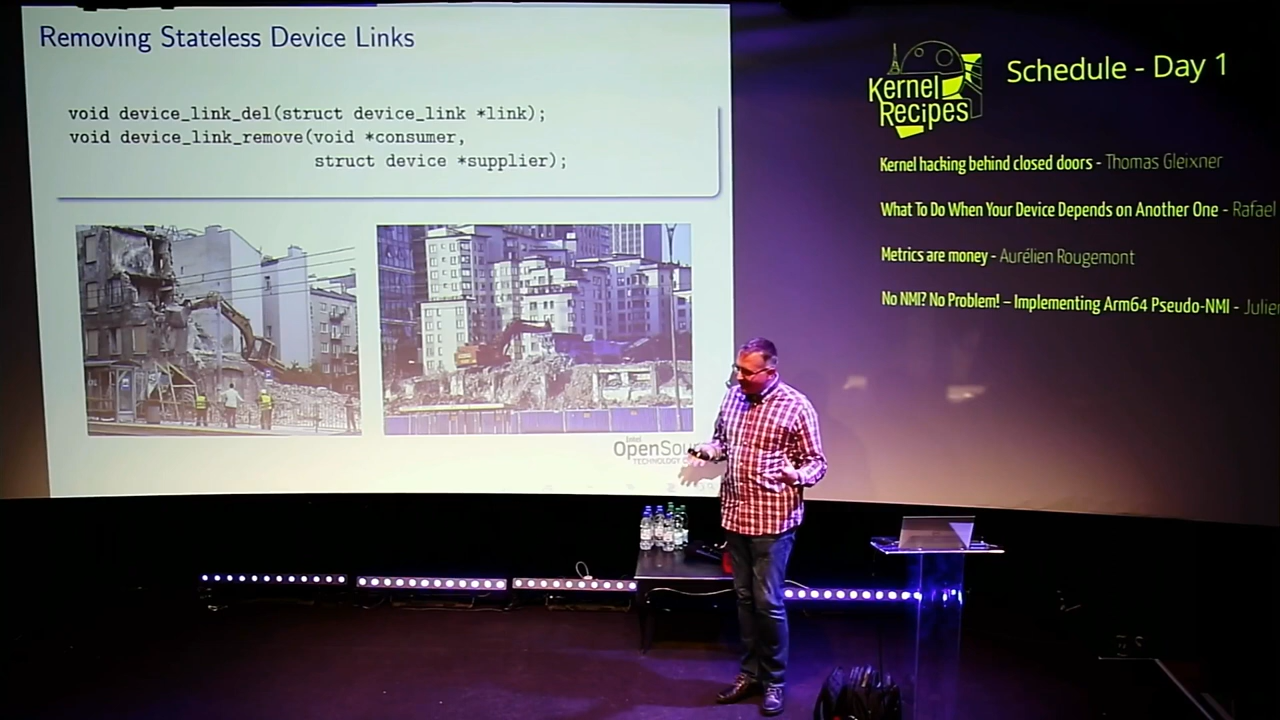 Removing Stateless Device Links
void device_link_del(struct device_link *link);
void device_link_remove(void *consumer,
struct device *supplier);
Intel
OpenSou
TECHNOLOGY
Kernel
Recipes
Schedule - Day 1
Kernel hacking behind closed doors - Thomas Gleixner
What To Do When Your Device Depends on Another One - Rafael
Metrics are money - Aurélien Rougemont
No NMI? No Problem! – Implementing Arm64 Pseudo-NMI - Julien